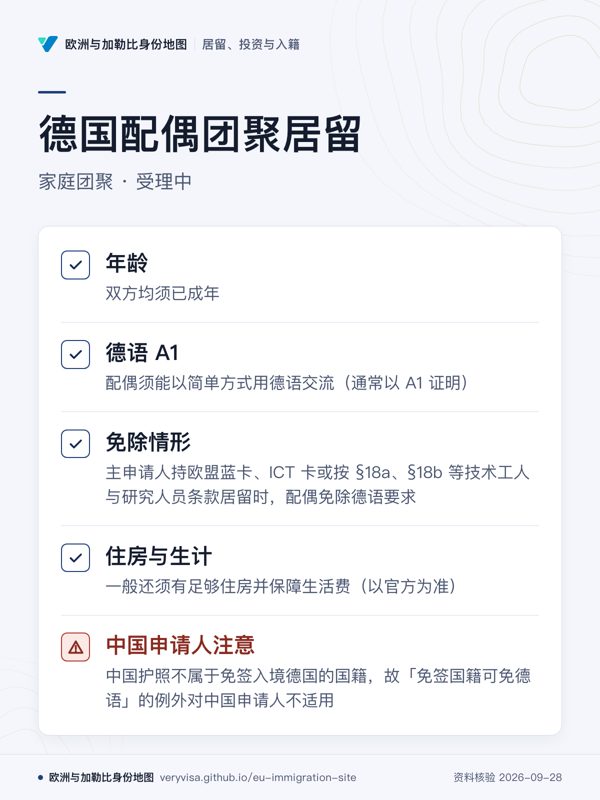 欧洲与加勒比身份地图 居留、投资与入籍
德国配偶团聚居留
家庭团聚 · 受理中
年龄
双方均须已成年
德语 A1
配偶须能以简单方式用德语交流（通常以 A1 证明）
免除情形
主申请人持欧盟蓝卡、ICT 卡或按 §18a、§18b 等技术工人
与研究人员条款居留时，配偶免除德语要求
住房与生计
一般还须有足够住房并保障生活费（以官方为准）
中国申请人注意
中国护照不属于免签入境德国的国籍，故「免签国籍可免德
语」的例外对中国申请人不适用
欧洲与加勒比身份地图 veryvisa.github.io/eu-immigration-site 资料核验 2026-09-28